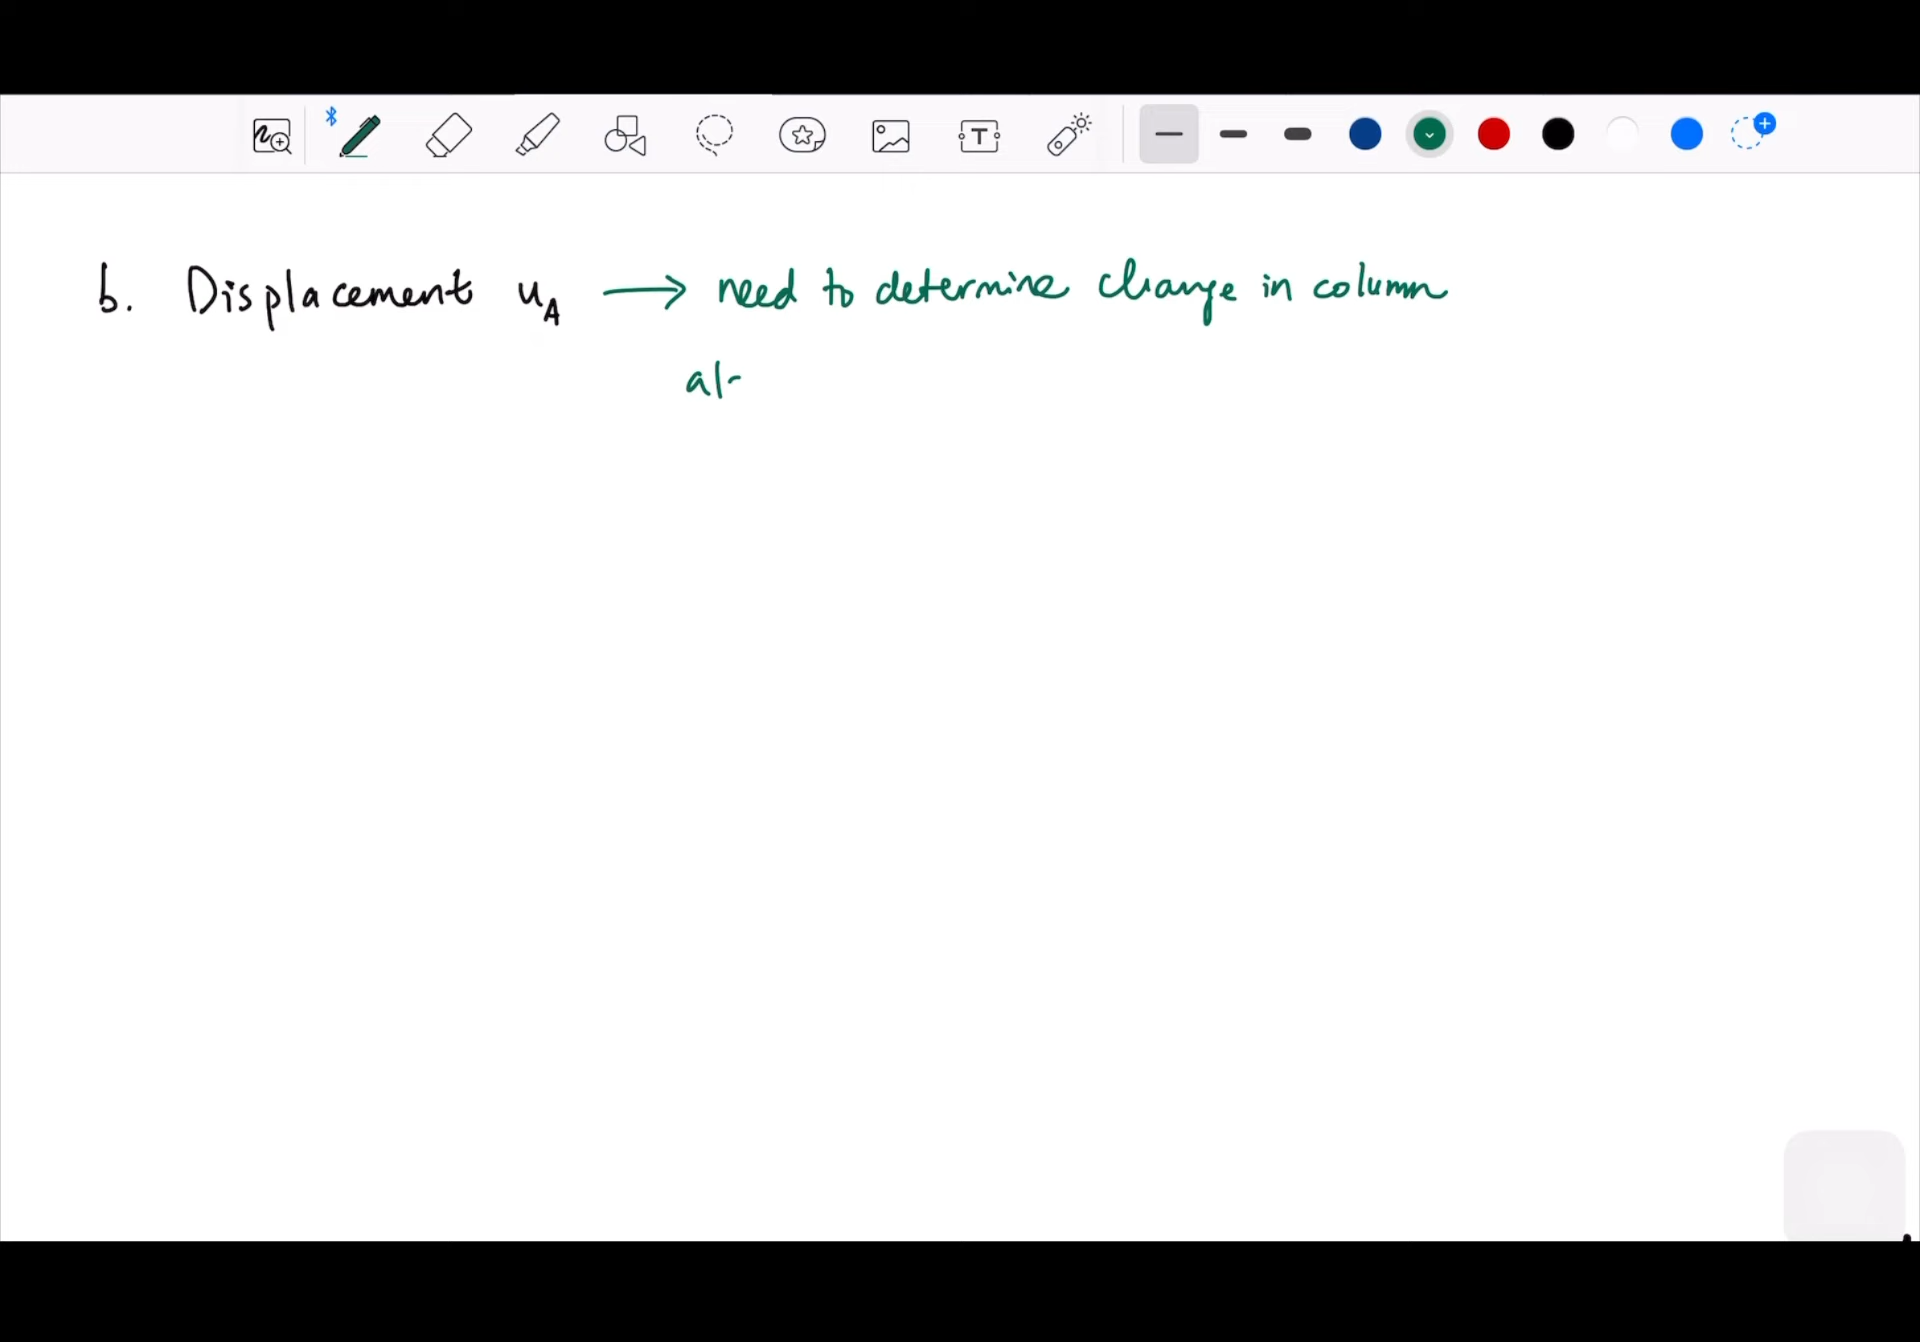 b. Displacement u_A → need to determine change in column